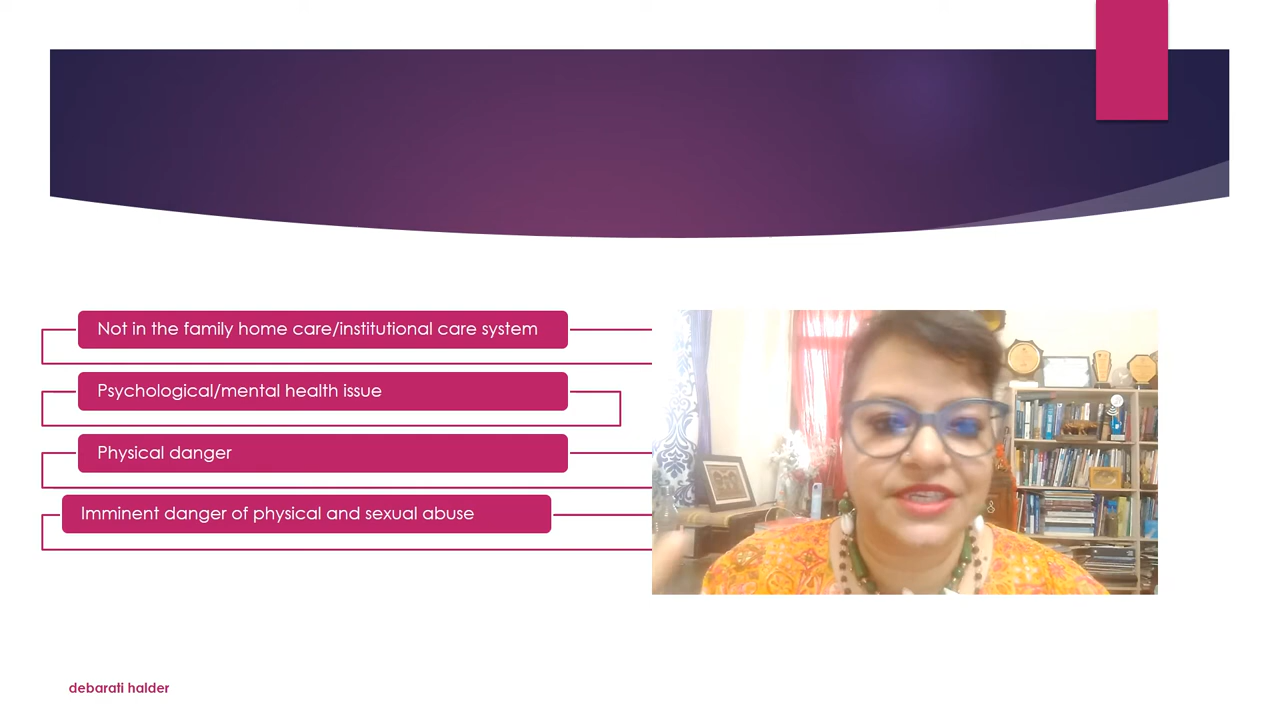 Not in the family home care/institutional care system
Psychological/mental health issue
Physical danger
Imminent danger of physical and sexual abuse
debarati halder